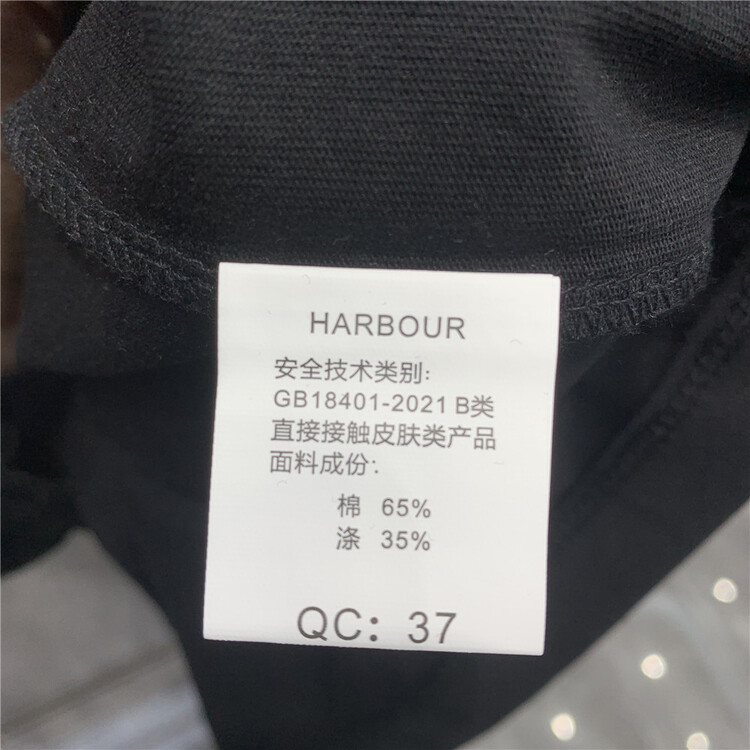 HARBOUR
安全技术类别:
GB18401-2021 B类
直接接触皮肤类产品
面料成份:
棉 65%
涤 35%
QC: 37